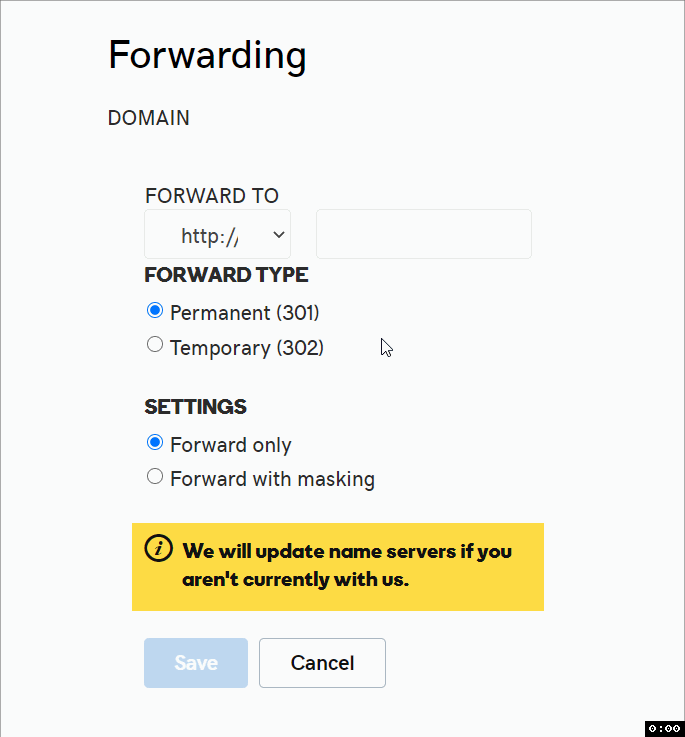 Forwarding
DOMAIN
FORWARD TO
http://
FORWARD TYPE
Permanent (301)
Temporary (302)
SETTINGS
Forward only
Forward with masking
We will update name servers if you
aren't currently with us.
Save Cancel
0:00